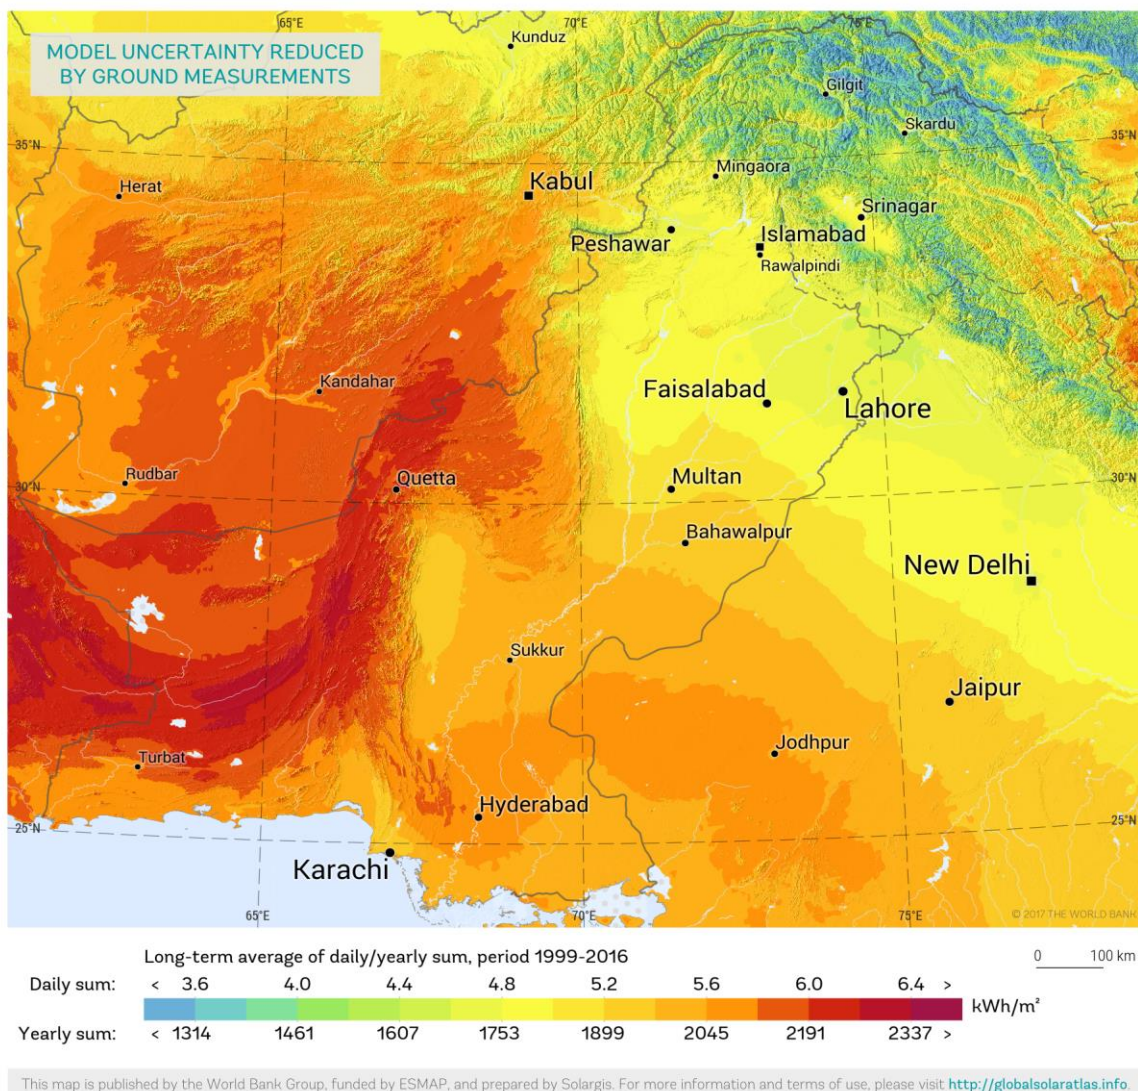 65°E
70°E
75°E
MODEL UNCERTAINTY REDUCED
BY GROUND MEASUREMENTS
Kunduz
Gilgit
Skardu
35°N
35°N
Mingaora
Herat
Kabul
Srinagar
Peshawar
Islamabad
Rawalpindi
Kandahar
Faisalabad
Lahore
Rudbar
Quetta
Multan
30°N
30°N
Bahawalpur
New Delhi
Sukkur
Jaipur
Turbat
Jodhpur
Hyderabad
25°N
25°N
Karachi
65°E
70°E
75°E
© 2017 THE WORLD BANK
Long-term average of daily/yearly sum, period 1999-2016
0 100 km
Daily sum: < 3.6 4.0 4.4 4.8 5.2 5.6 6.0 6.4 >
kWh/m²
Yearly sum: < 1314 1461 1607 1753 1899 2045 2191 2337 >
This map is published by the World Bank Group, funded by ESMAP, and prepared by Solargis. For more information and terms of use, please visit http://globalsolaratlas.info